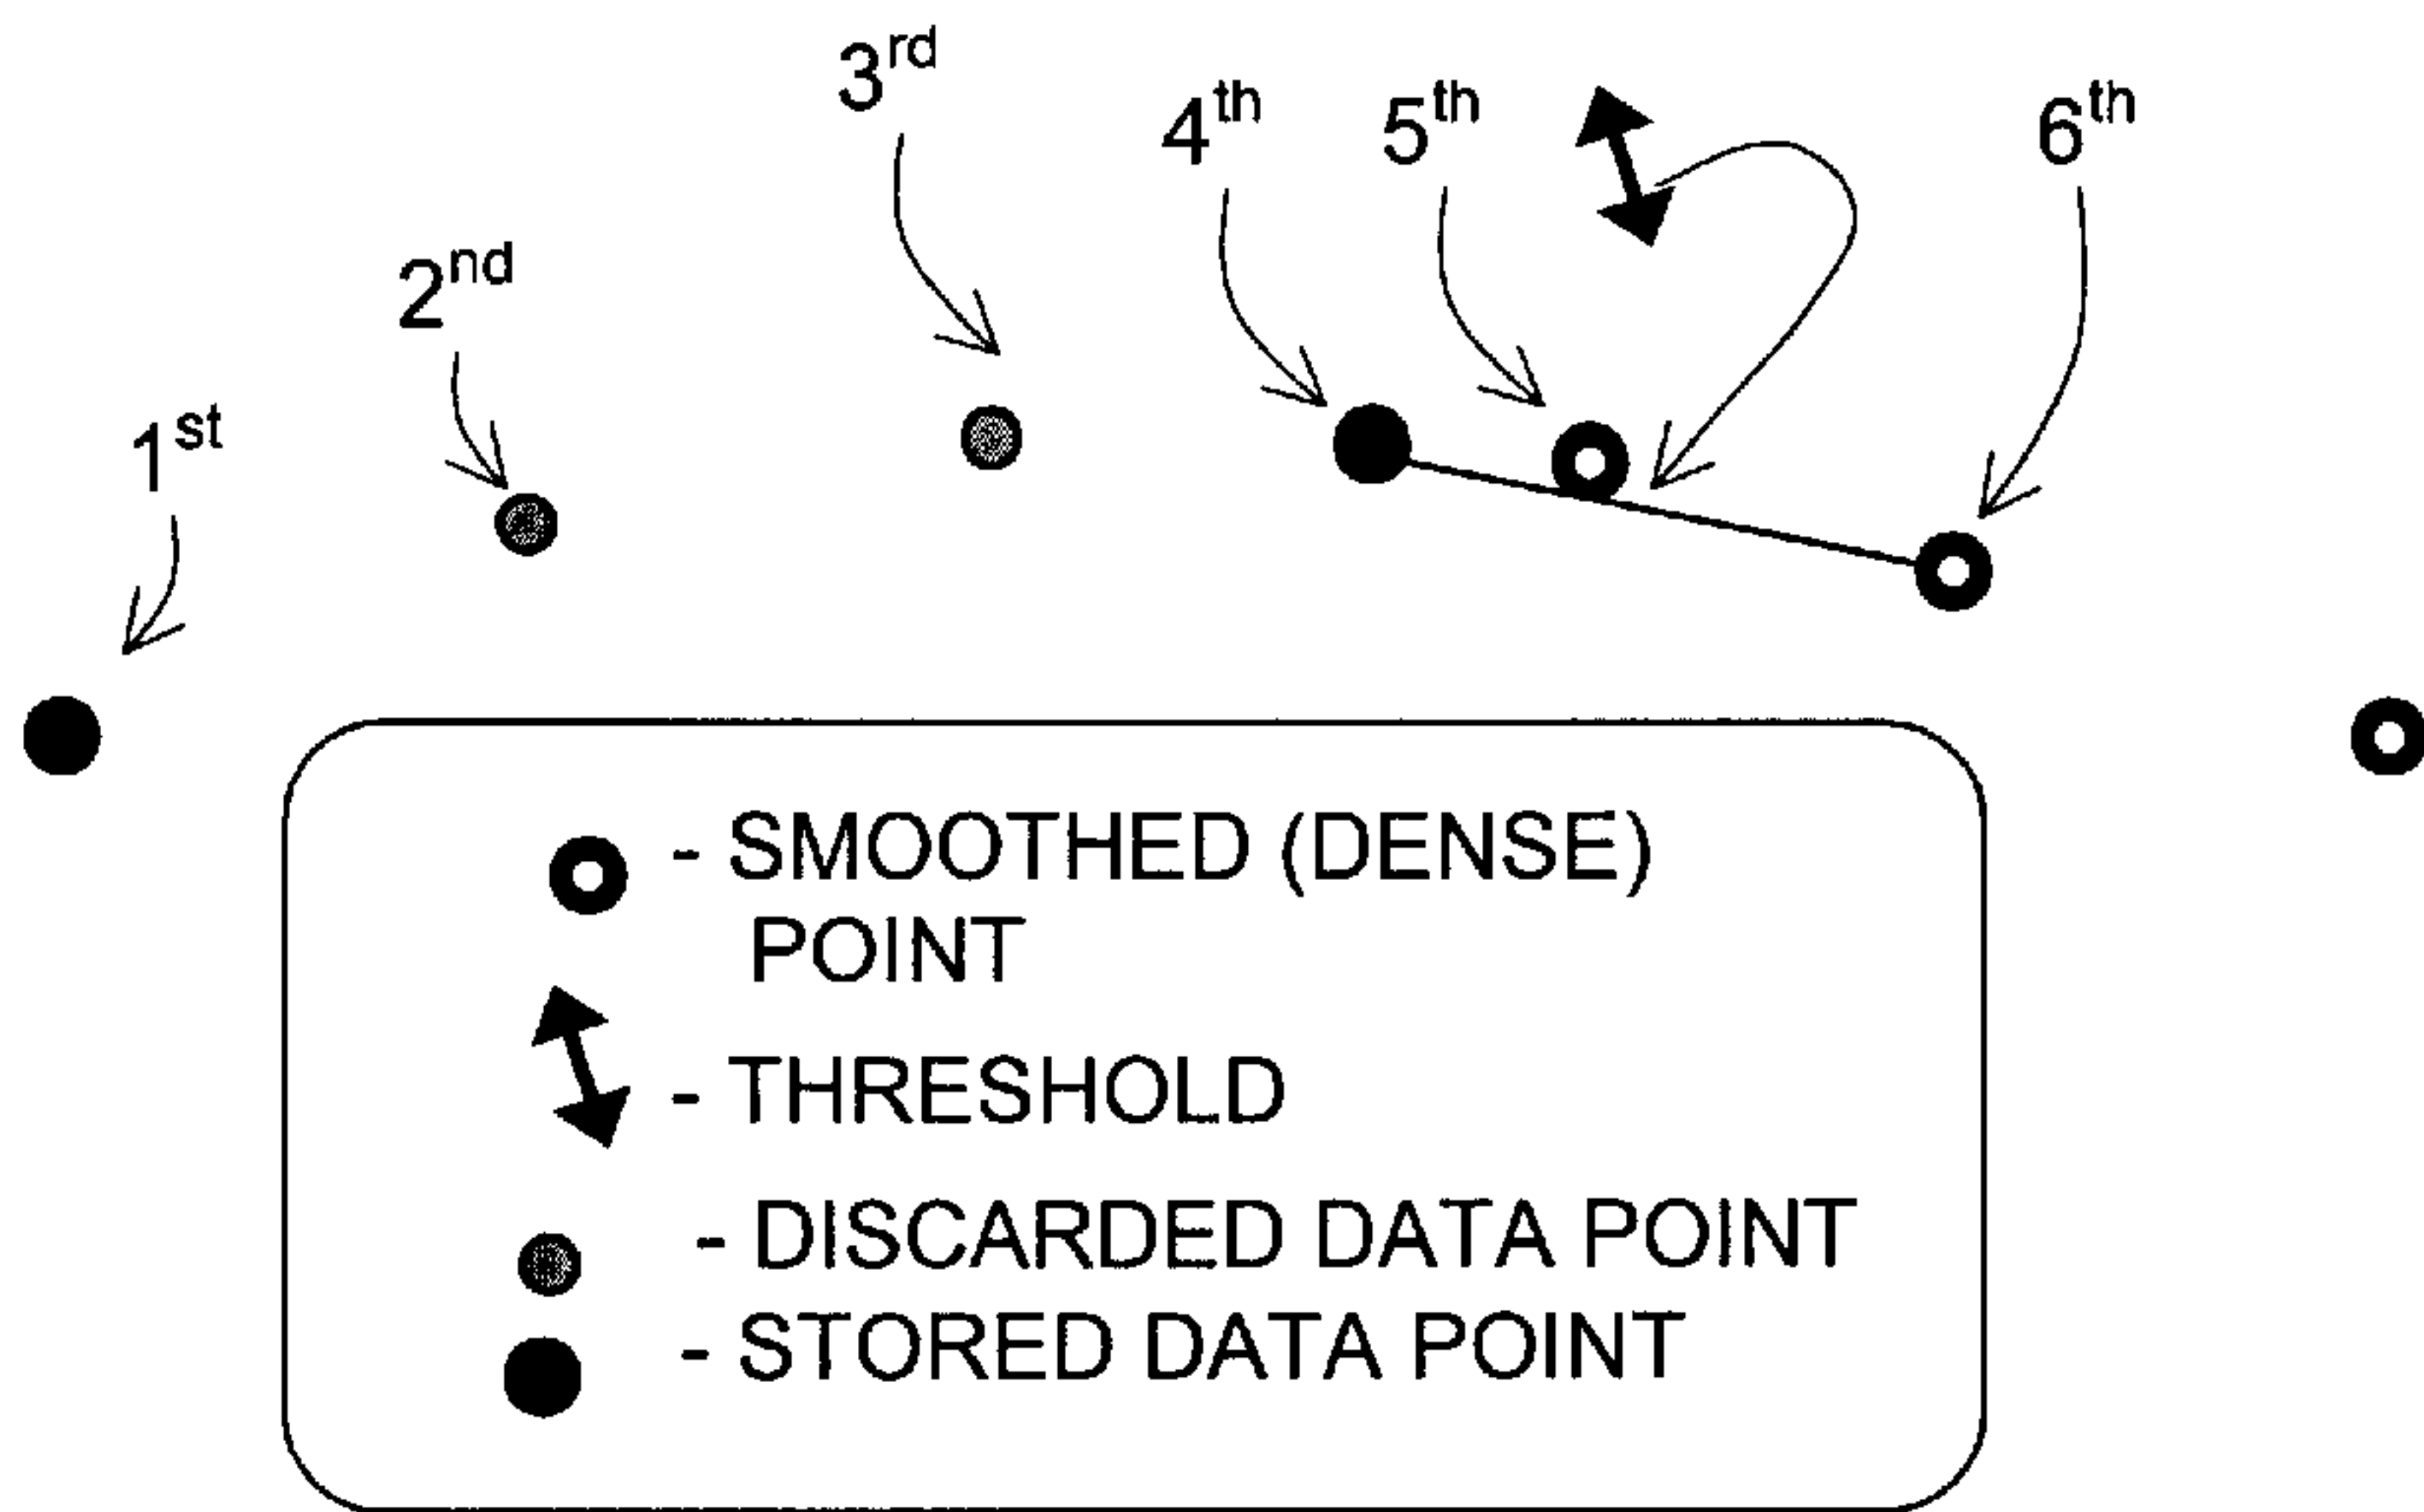 1st
2nd
3rd
4th
5th
6th
- SMOOTHED (DENSE)
POINT
- THRESHOLD
- DISCARDED DATA POINT
- STORED DATA POINT